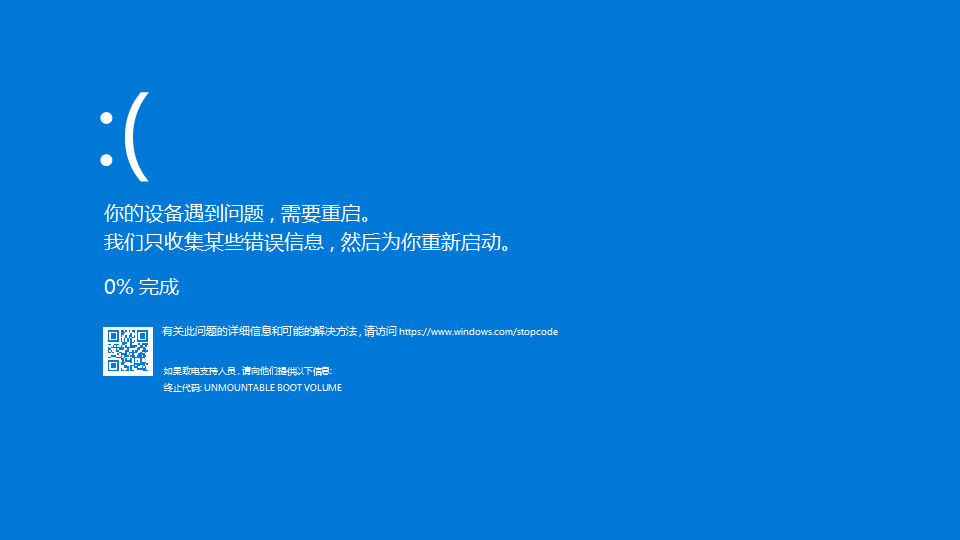 :(
你的设备遇到问题，需要重启。
我们只收集某些错误信息，然后为你重新启动。
0% 完成
有关此问题的详细信息和可能的解决方法，请访问 https://www.windows.com/stopcode
如果致电支持人员，请向他们提供以下信息:
终止代码: UNMOUNTABLE BOOT VOLUME